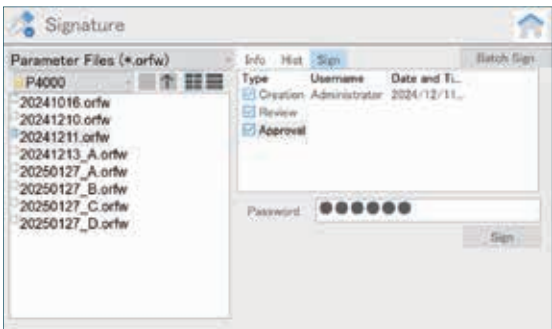 Signature
Parameter Files (*.orfw)
Info Hist Sign
Batch Sign
P4000
Type Username Date and Ti...
Creation Administrator 2024/12/11...
Review
Approval
20241016.orfw
20241210.orfw
20241211.orfw
20241213_A.orfw
20250127_A.orfw
20250127_B.orfw
20250127_C.orfw
20250127_D.orfw
Password
Sign